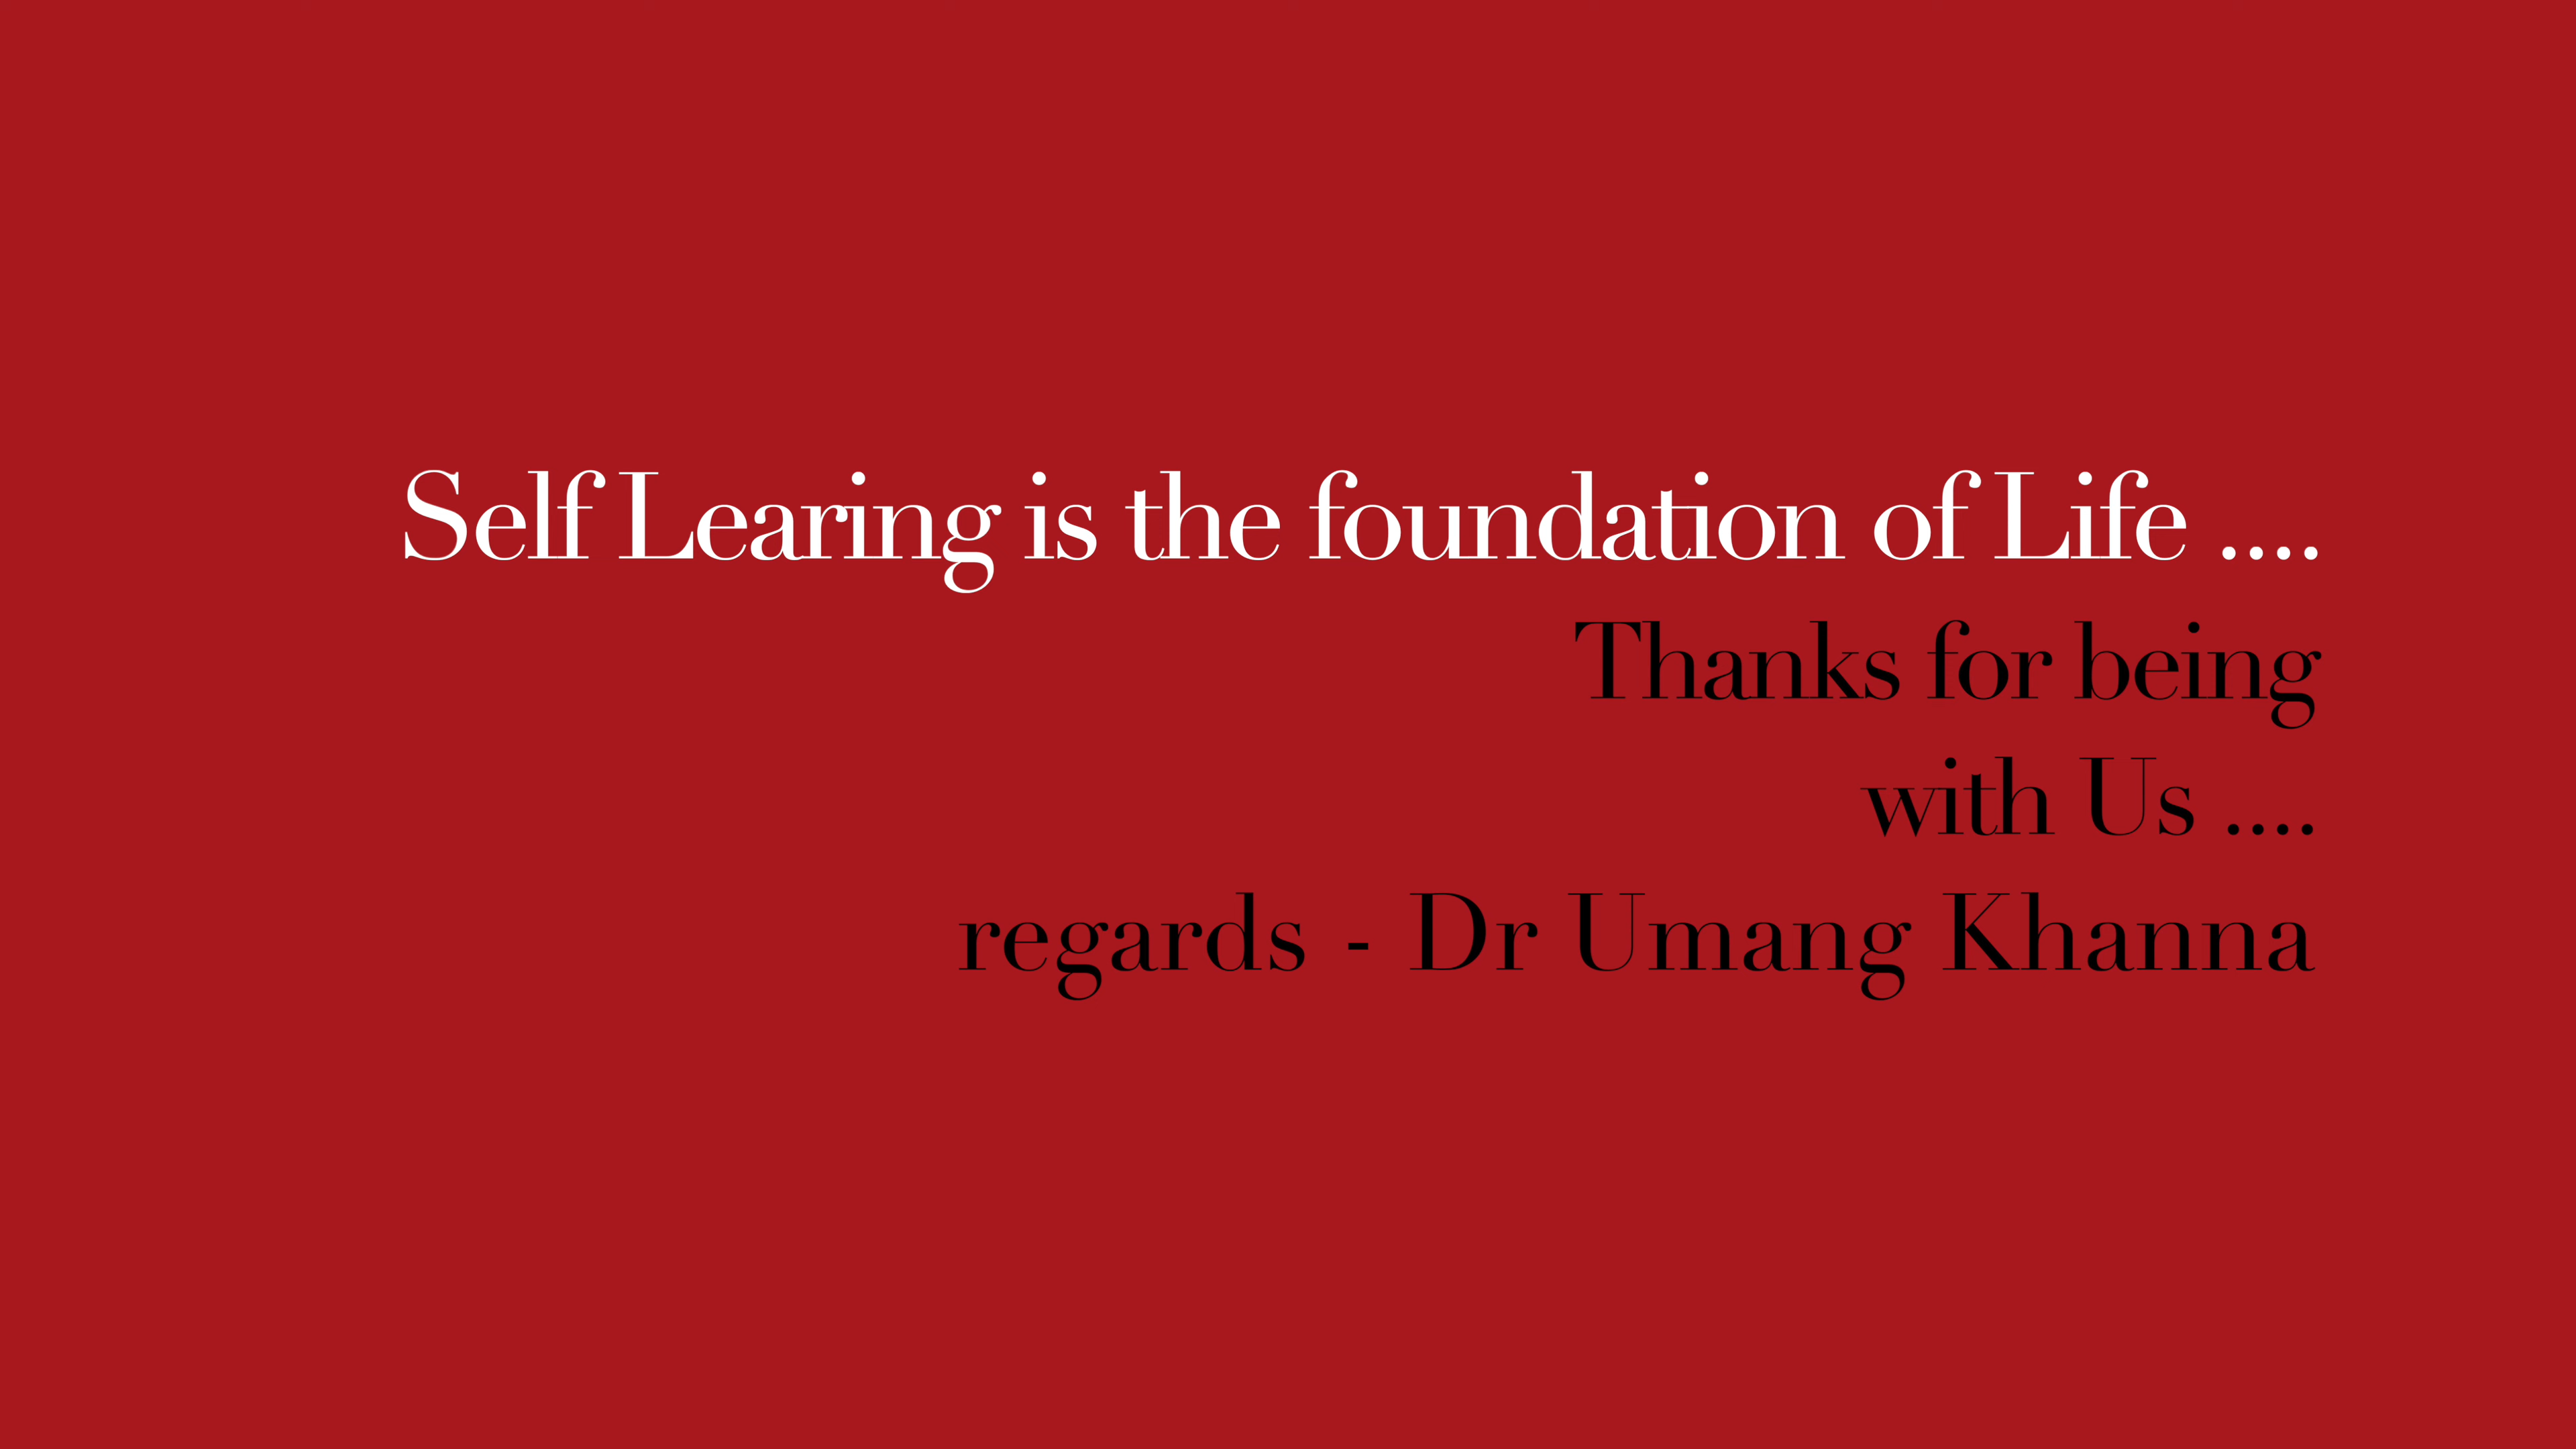 Self Learing is the foundation of Life ....
Thanks for being
with Us ....
regards - Dr Umang Khanna